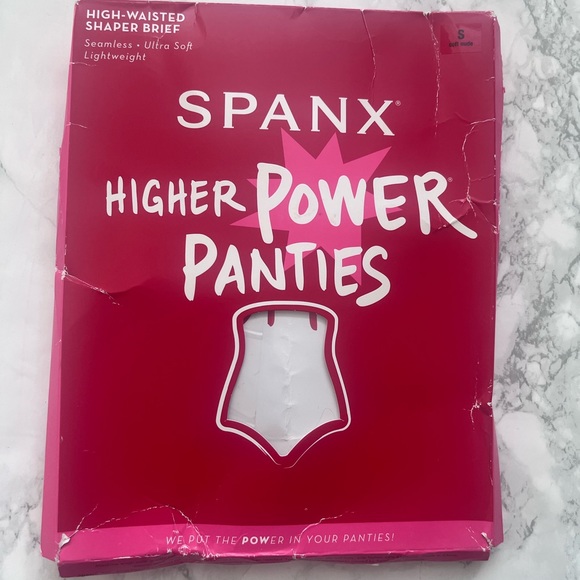 HIGH-WAISTED
SHAPER BRIEF
Seamless • Ultra Soft
Lightweight
S
SPANX®
HIGHER POWER®
PANTIES
WE PUT THE POWER IN YOUR PANTIES!